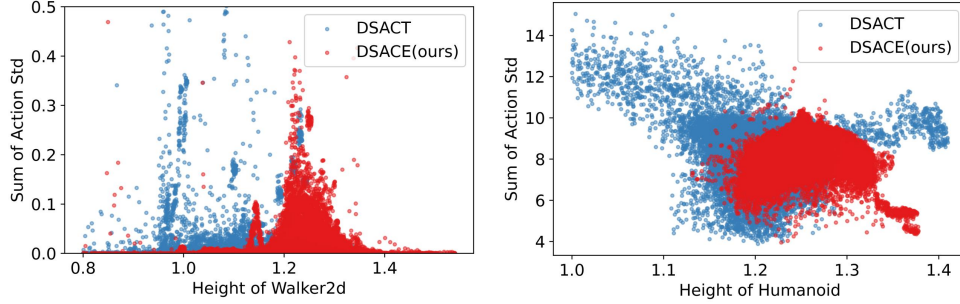 0.5
0.4
0.3
0.2
0.1
0.0
Sum of Action Std
DSACT
DSACE(ours)
0.8 1.0 1.2 1.4
Height of Walker2d
14
12
10
8
6
4
Sum of Action Std
DSACT
DSACE(ours)
1.0 1.1 1.2 1.3 1.4
Height of Humanoid